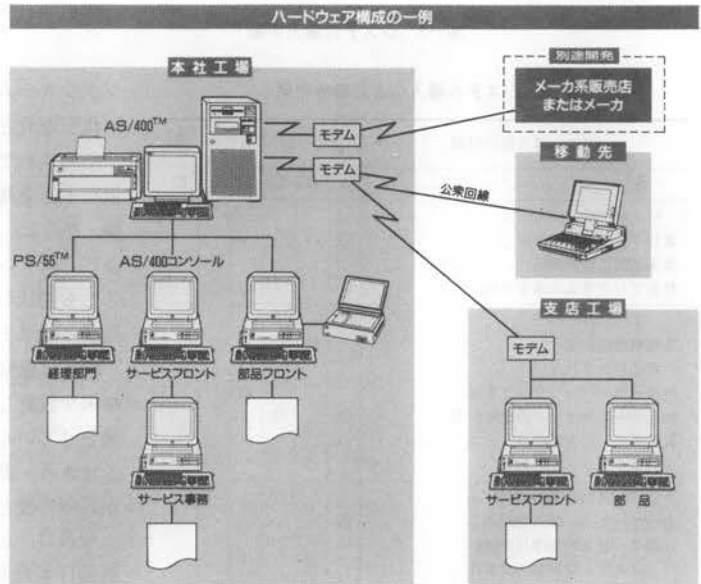 ハードウェア構成の一例
本社工場
別途開発
メーカ系販売店
またはメーカ
AS/400™
モデム
モデム
移動先
公衆回線
PS/55™
AS/400コンソール
支店工場
モデム
経理部門
サービスフロント
部品フロント
サービス事務
サービスフロント
部品